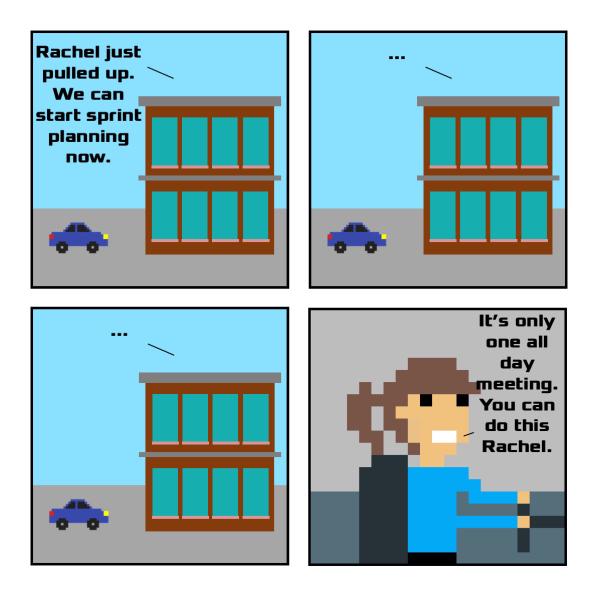 Rachel just
pulled up.
We can
start sprint
planning
now.
...
...
It's only
one all
day
meeting.
You can
do this
Rachel.